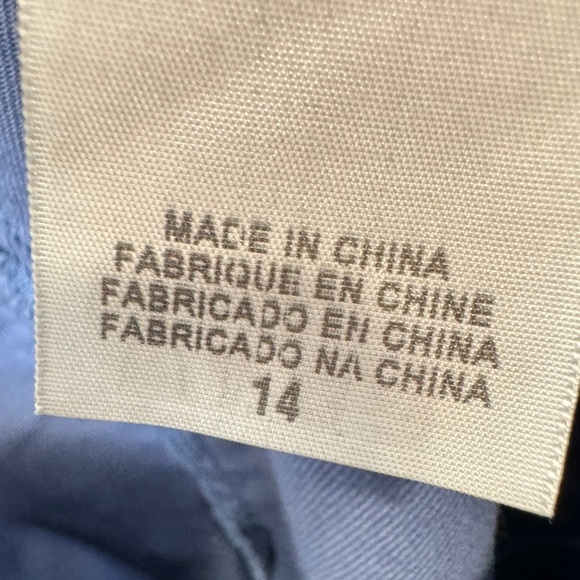 MADE IN CHINA
FABRIQUE EN CHINE
FABRICADO EN CHINA
FABRICADO NA CHINA
14